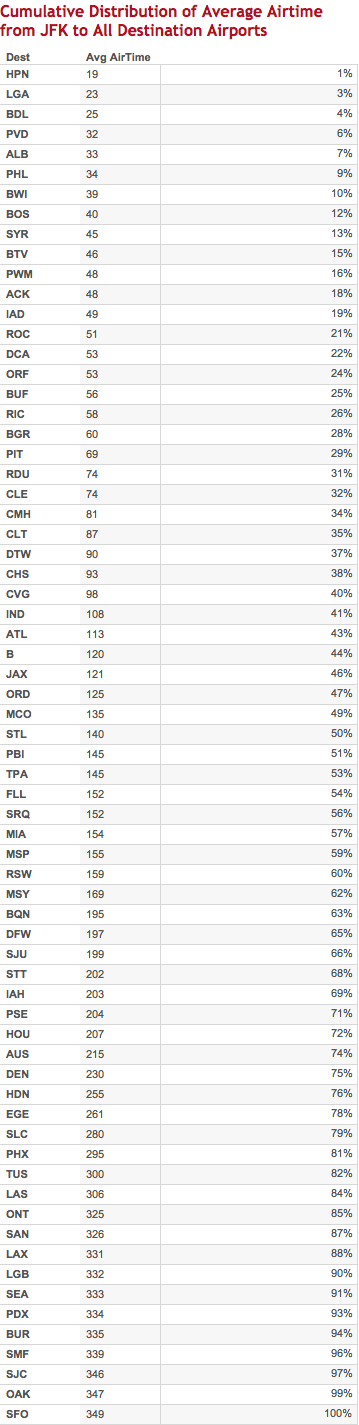 Cumulative Distribution of Average Airtime
from JFK to All Destination Airports
Dest Avg AirTime
HPN 19 1%
LGA 23 3%
BDL 25 4%
PVD 32 6%
ALB 33 7%
PHL 34 9%
BWI 39 10%
BOS 40 12%
SYR 45 13%
BTV 46 15%
PWM 48 16%
ACK 48 18%
IAD 49 19%
ROC 51 21%
DCA 53 22%
ORF 53 24%
BUF 56 25%
RIC 58 26%
BGR 60 28%
PIT 69 29%
RDU 74 31%
CLE 74 32%
CMH 81 34%
CLT 87 35%
DTW 90 37%
CHS 93 38%
CVG 98 40%
IND 108 41%
ATL 113 43%
B 120 44%
JAX 121 46%
ORD 125 47%
MCO 135 49%
STL 140 50%
PBI 145 51%
TPA 145 53%
FLL 152 54%
SRQ 152 56%
MIA 154 57%
MSP 155 59%
RSW 159 60%
MSY 169 62%
BQN 195 63%
DFW 197 65%
SJU 199 66%
STT 202 68%
IAH 203 69%
PSE 204 71%
HOU 207 72%
AUS 215 74%
DEN 230 75%
HDN 255 76%
EGE 261 78%
SLC 280 79%
PHX 295 81%
TUS 300 82%
LAS 306 84%
ONT 325 85%
SAN 326 87%
LAX 331 88%
LGB 332 90%
SEA 333 91%
PDX 334 93%
BUR 335 94%
SMF 339 96%
SJC 346 97%
OAK 347 99%
SFO 349 100%